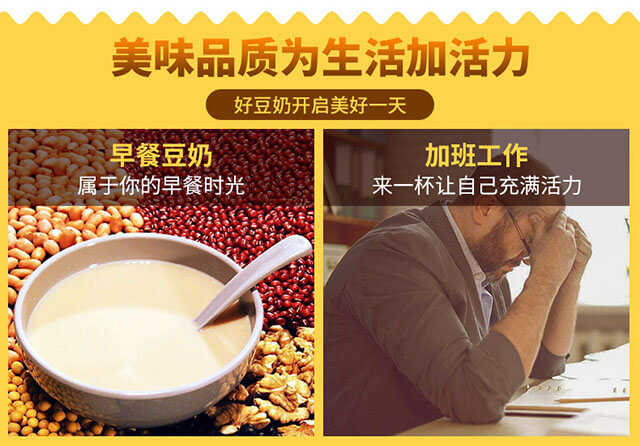 美味品质为生活加活力
好豆奶开启美好一天
早餐豆奶
属于你的早餐时光
加班工作
来一杯让自己充满活力